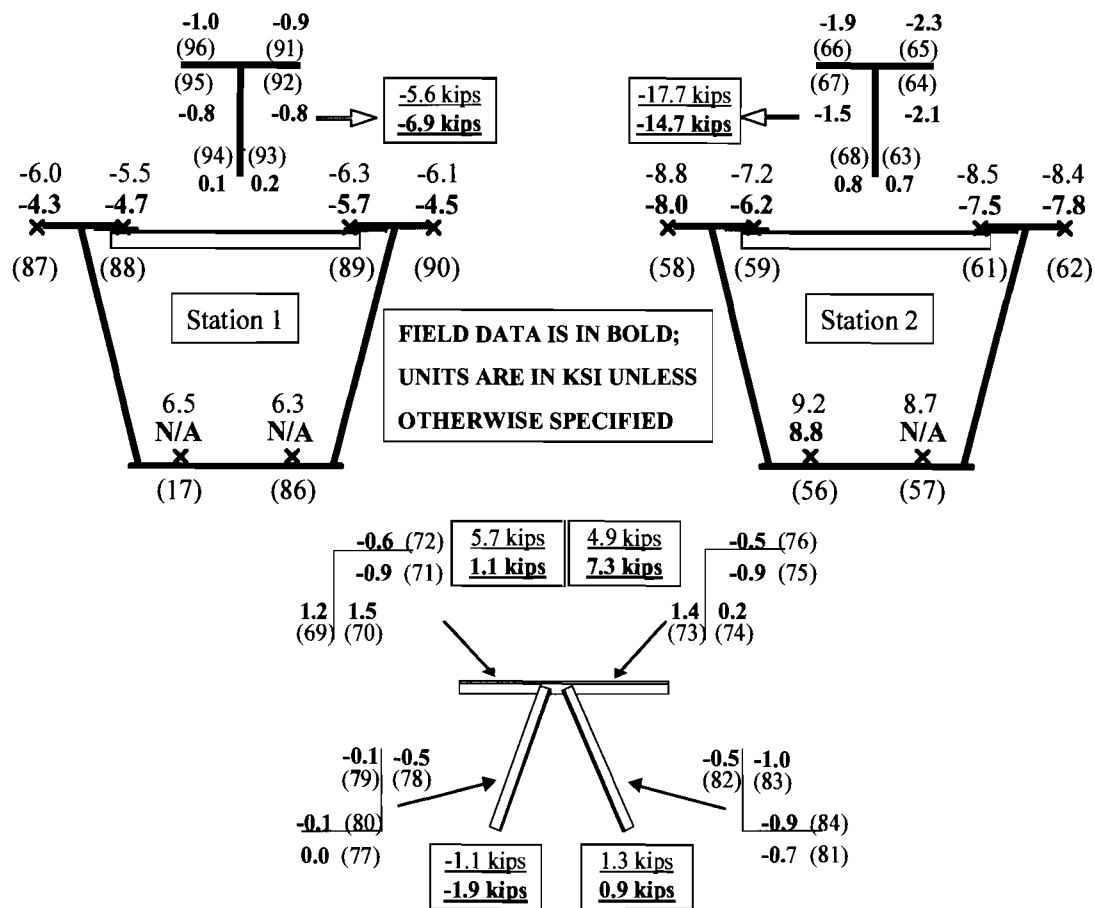 -1.0 -0.9
(96) (91)
(95) (92)
-0.8 -0.8
(94) (93)
0.1 0.2
-5.6 kips
-6.9 kips
-6.0 -5.5 -6.3 -6.1
-4.3 -4.7 -5.7 -4.5
(87) (88) (89) (90)
Station 1
6.5 6.3
N/A N/A
(17) (86)
-1.9 -2.3
(66) (65)
(67) (64)
-1.5 -2.1
(68) (63)
0.8 0.7
-17.7 kips
-14.7 kips
-8.8 -7.2 -8.5 -8.4
-8.0 -6.2 -7.5 -7.8
(58) (59) (61) (62)
Station 2
9.2 8.7
8.8 N/A
(56) (57)
FIELD DATA IS IN BOLD;
UNITS ARE IN KSI UNLESS
OTHERWISE SPECIFIED
-0.6 (72)
-0.9 (71)
1.2 1.5
(69) (70)
5.7 kips
1.1 kips
4.9 kips
7.3 kips
-0.5 (76)
-0.9 (75)
1.4 0.2
(73) (74)
-0.1 -0.5
(79) (78)
-0.1 (80)
0.0 (77)
-1.1 kips
-1.9 kips
1.3 kips
0.9 kips
-0.5 -1.0
(82) (83)
-0.9 (84)
-0.7 (81)